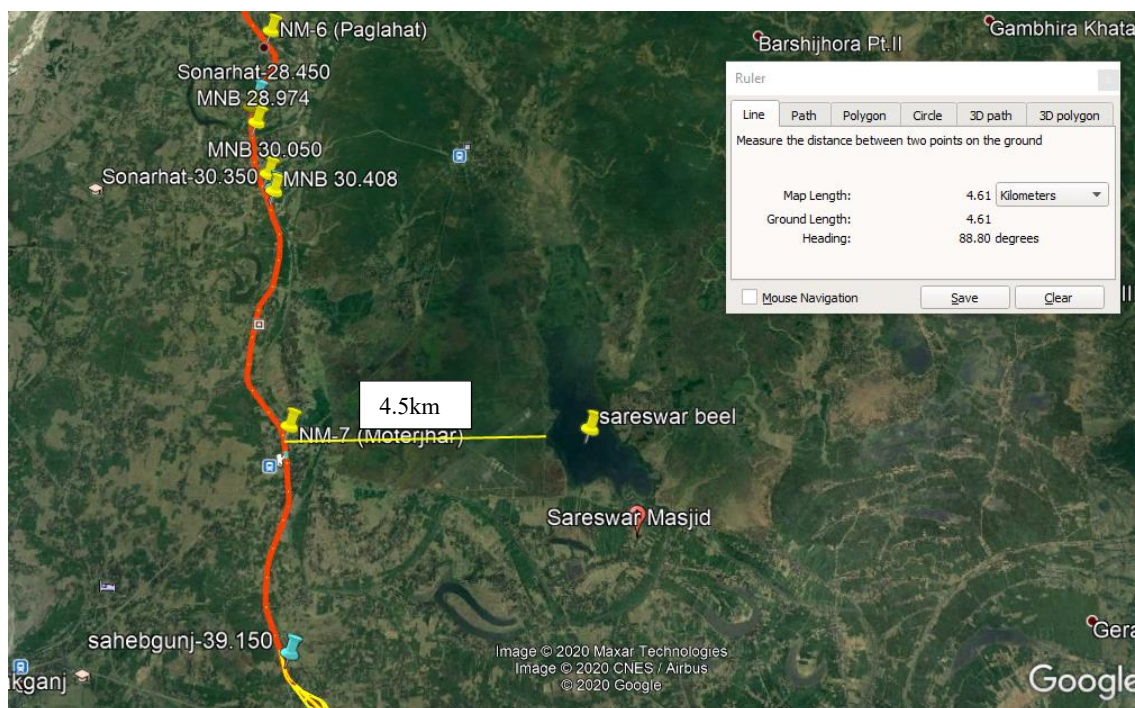 NM-6 (Paglahat)
Gambhira Khata
Barshijhora Pt.II
Sonarhat-28.450
MNB 28.974
MNB 30.050
Sonarhat-30.350
MNB 30.408
Ruler
Line Path Polygon Circle 3D path 3D polygon
Measure the distance between two points on the ground
Map Length: 4.61 Kilometers
Ground Length: 4.61
Heading: 88.80 degrees
Mouse Navigation Save Clear
II
4.5km
NM-7 (Moterjhar)
sareswar beel
Sareswar Masjid
sahebgunj-39.150
Gera
Image © 2020 Maxar Technologies
Image © 2020 CNES / Airbus
© 2020 Google
Google